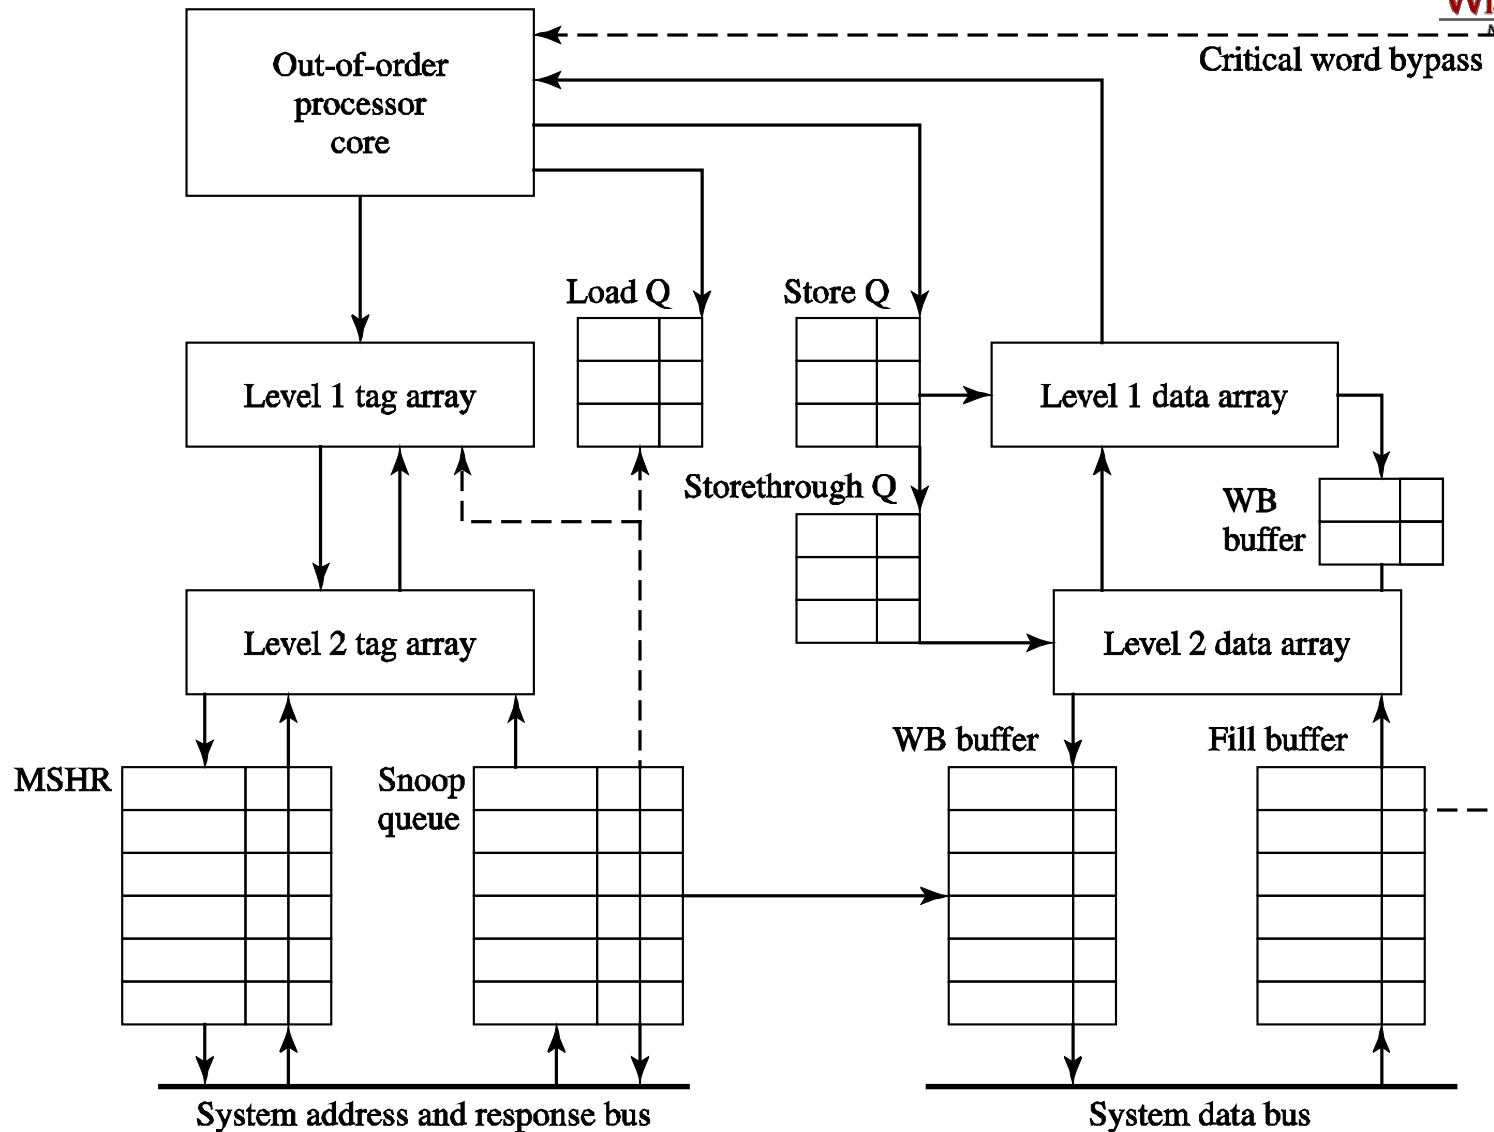 Critical word bypass
Out-of-order
processor
core
Load Q
Store Q
Level 1 tag array
Level 1 data array
Storethrough Q
WB
buffer
Level 2 tag array
Level 2 data array
WB buffer
Fill buffer
MSHR
Snoop
queue
System address and response bus
System data bus